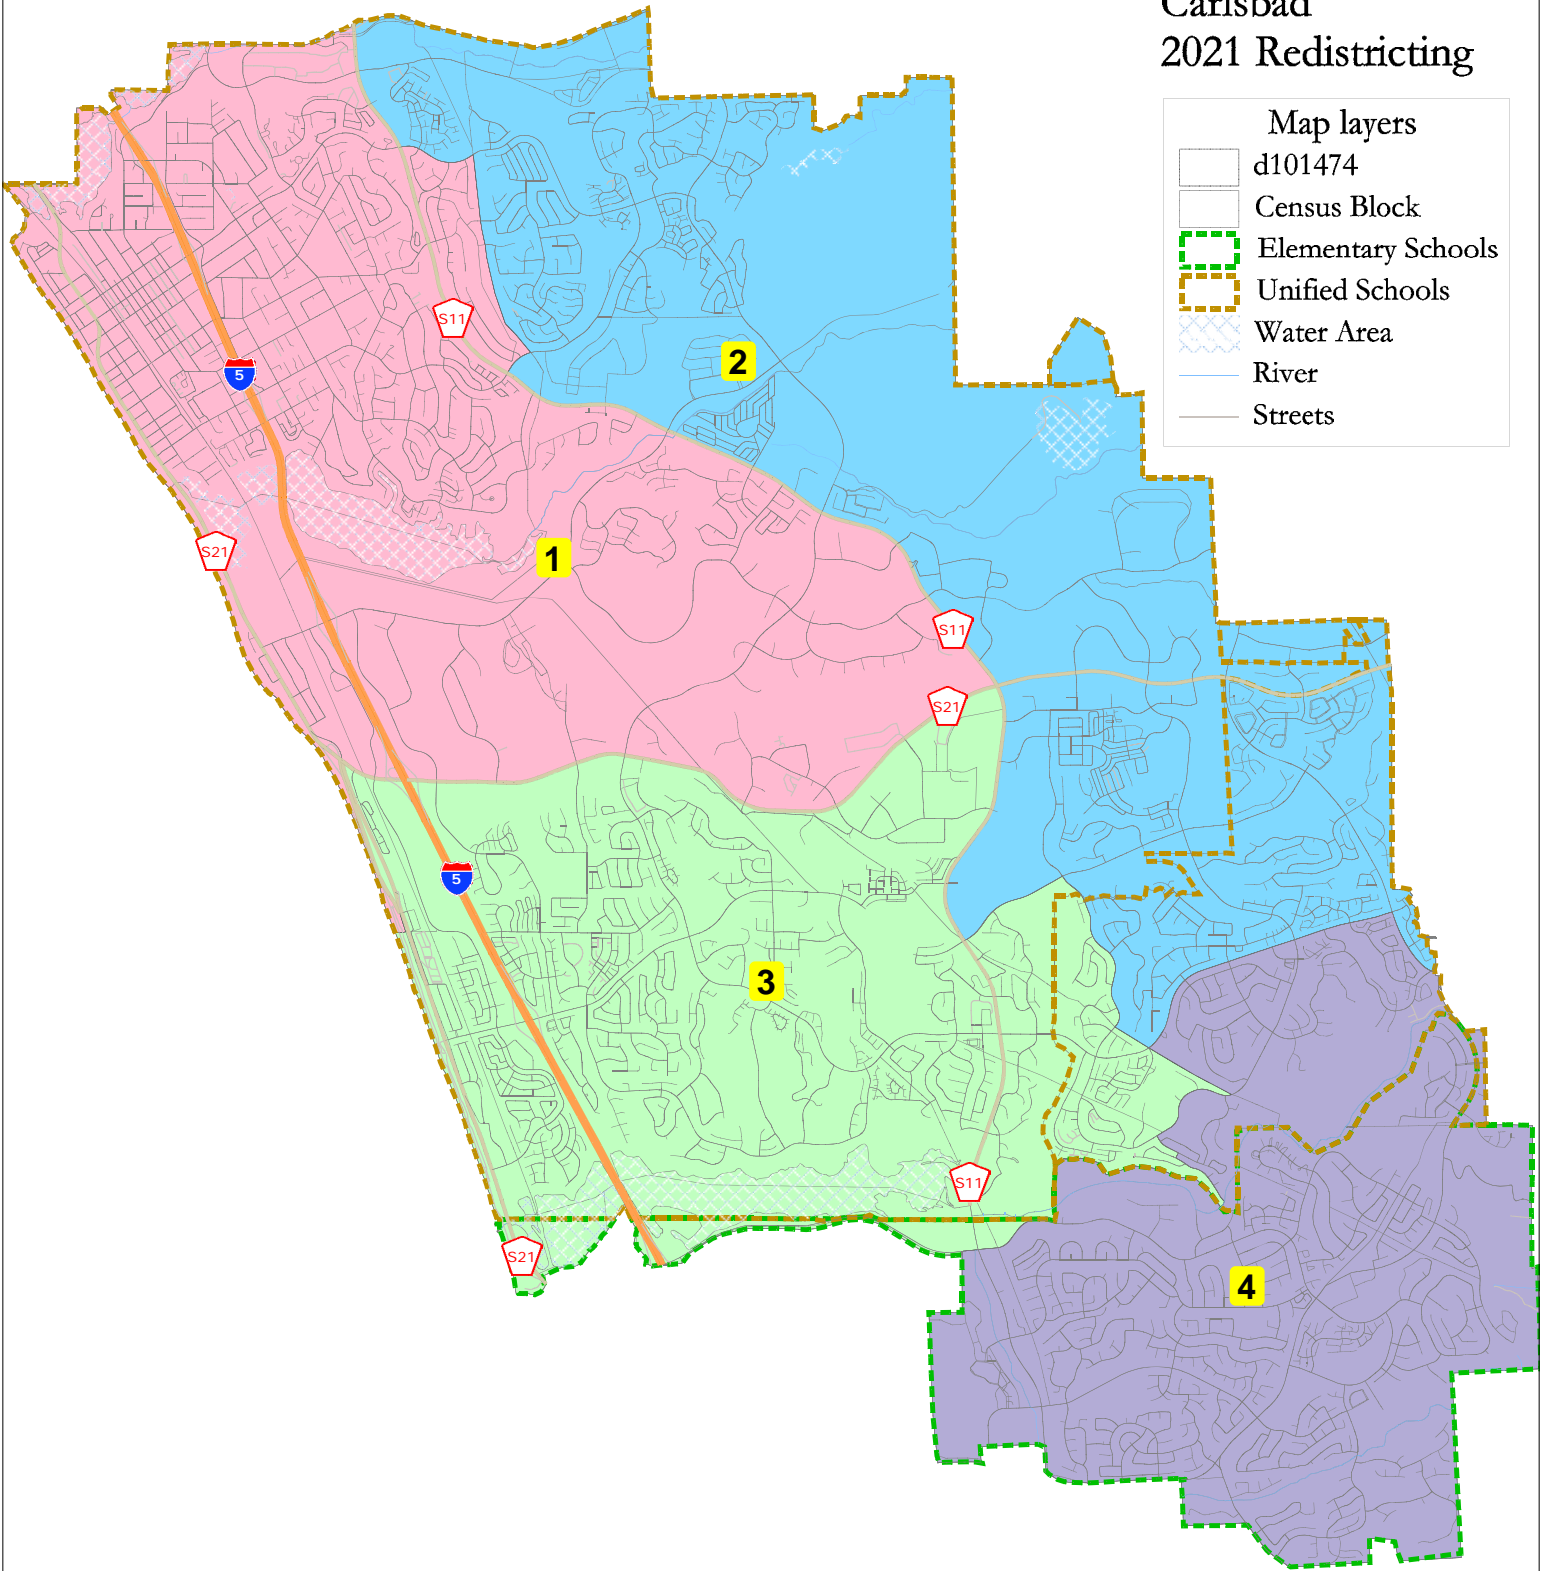 Carlsbad
2021 Redistricting
Map layers
d101474
Census Block
Elementary Schools
Unified Schools
Water Area
River
Streets
S11
2
5
S21
1
S11
S21
5
3
S11
S21
4